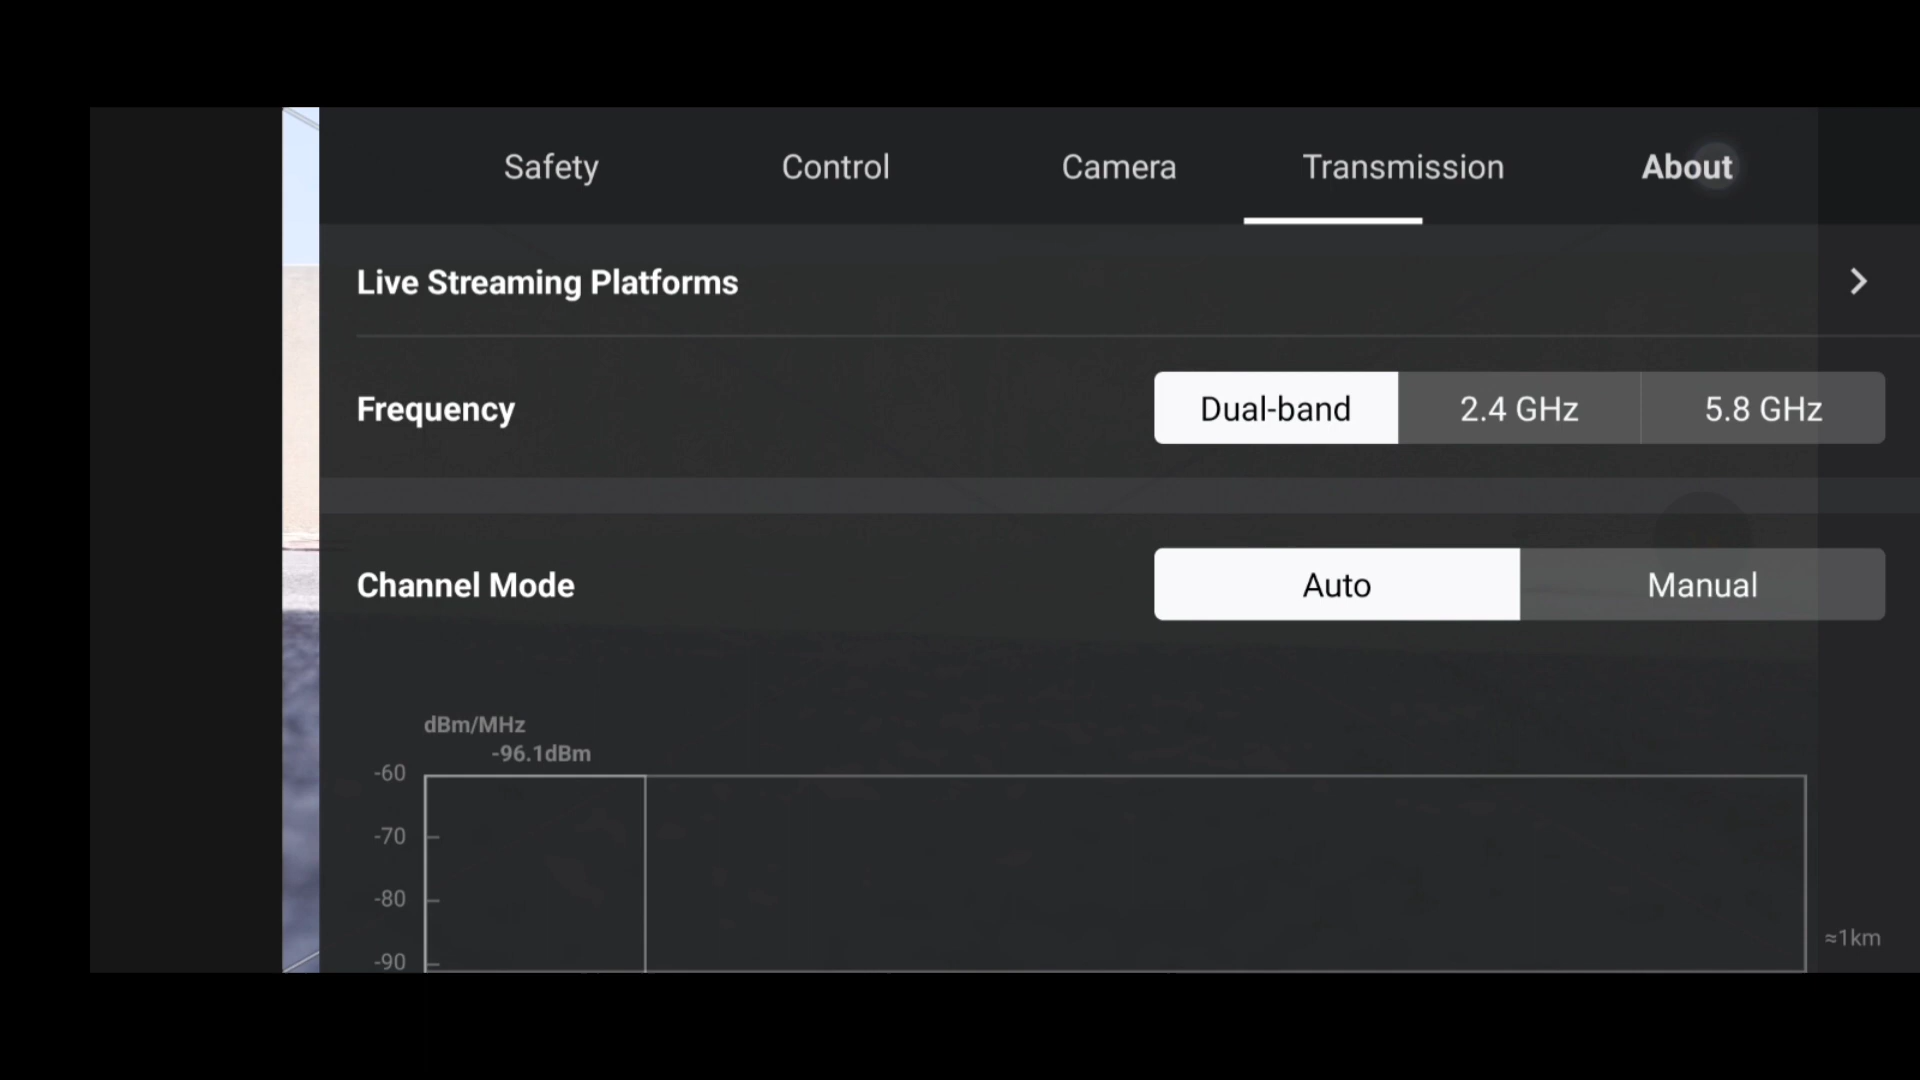 Safety Control Camera Transmission About
Live Streaming Platforms
Frequency Dual-band 2.4 GHz 5.8 GHz
Channel Mode Auto Manual
dBm/MHz
-96.1dBm
-60
-70
-80
≈1km
-90